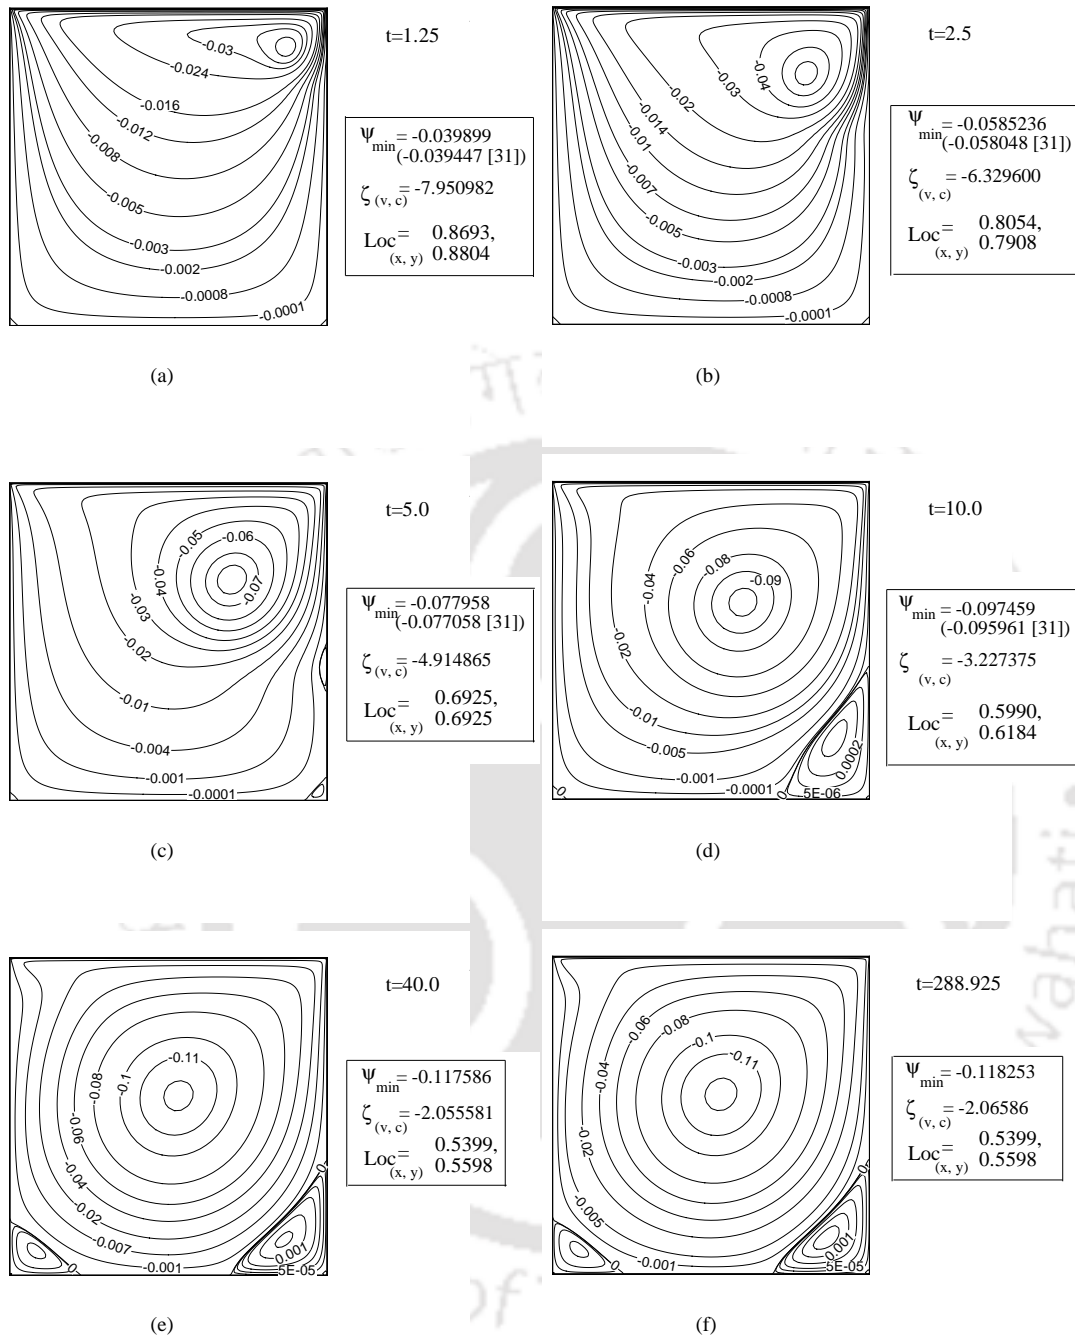 t=1.25
-0.03
-0.024
-0.016
-0.012
-0.008
-0.005
-0.003
-0.002
-0.0008
-0.0001
Ψmin = -0.039899
(-0.039447 [31])
ζ(v, c) = -7.950982
Loc(x, y) = 0.8693,
0.8804
(a)
t=2.5
-0.04
-0.03
-0.02
-0.014
-0.01
-0.007
-0.005
-0.003
-0.002
-0.0008
-0.0001
Ψmin = -0.0585236
(-0.058048 [31])
ζ(v, c) = -6.329600
Loc(x, y) = 0.8054,
0.7908
(b)
t=5.0
-0.05
-0.06
-0.04
-0.07
-0.03
-0.02
-0.01
-0.004
-0.001
-0.0001
Ψmin = -0.077958
(-0.077058 [31])
ζ(v, c) = -4.914865
Loc(x, y) = 0.6925,
0.6925
(c)
t=10.0
-0.06
-0.08
-0.09
-0.04
-0.02
-0.01
-0.005
-0.001
-0.0001
0.0002
0
0
5E-06
Ψmin = -0.097459
(-0.095961 [31])
ζ(v, c) = -3.227375
Loc(x, y) = 0.5990,
0.6184
(d)
t=40.0
-0.11
-0.1
-0.08
-0.06
-0.04
-0.02
-0.007
-0.001
0
0
0.001
5E-05
Ψmin = -0.117586
ζ(v, c) = -2.055581
Loc(x, y) = 0.5399,
0.5598
(e)
t=288.925
-0.06
-0.08
-0.1
-0.11
-0.04
-0.02
-0.005
-0.001
0
0
0.001
5E-05
Ψmin = -0.118253
ζ(v, c) = -2.06586
Loc(x, y) = 0.5399,
0.5598
(f)
wahati
of